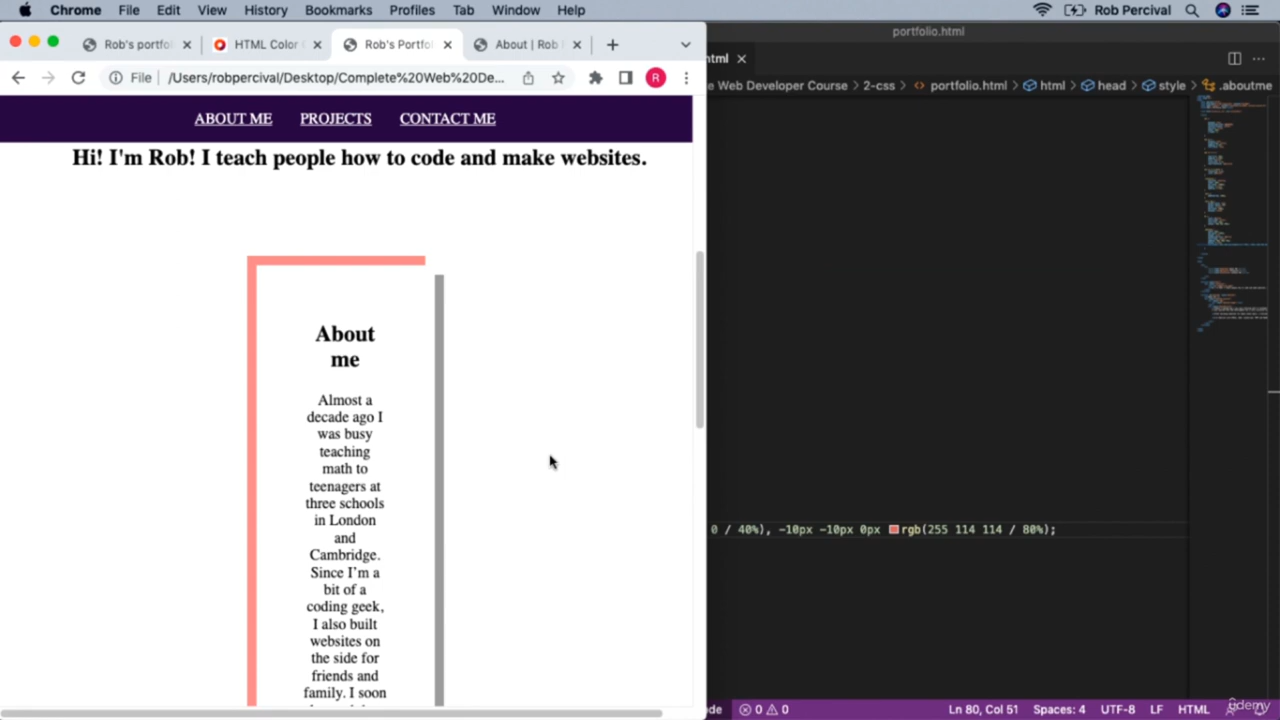 Chrome File Edit View History Bookmarks Profiles Tab Window Help Rob Percival
portfolio.html
Rob's portfo HTML Color Rob's Portfo About | Rob
html
File /Users/robpercival/Desktop/Complete%20Web%20De... R
e Web Developer Course 2-css portfolio.html html head style .aboutme
ABOUT ME PROJECTS CONTACT ME
Hi! I'm Rob! I teach people how to code and make websites.
About
me
Almost a
decade ago I
was busy
teaching
math to
teenagers at
three schools
in London
and
Cambridge.
Since I'm a
bit of a
coding geek,
I also built
websites on
the side for
friends and
family. I soon
0 / 40%), -10px -10px 0px rgb(255 114 114 / 80%);
de 0 0 Ln 80, Col 51 Spaces: 4 UTF-8 LF HTML
ûdemy